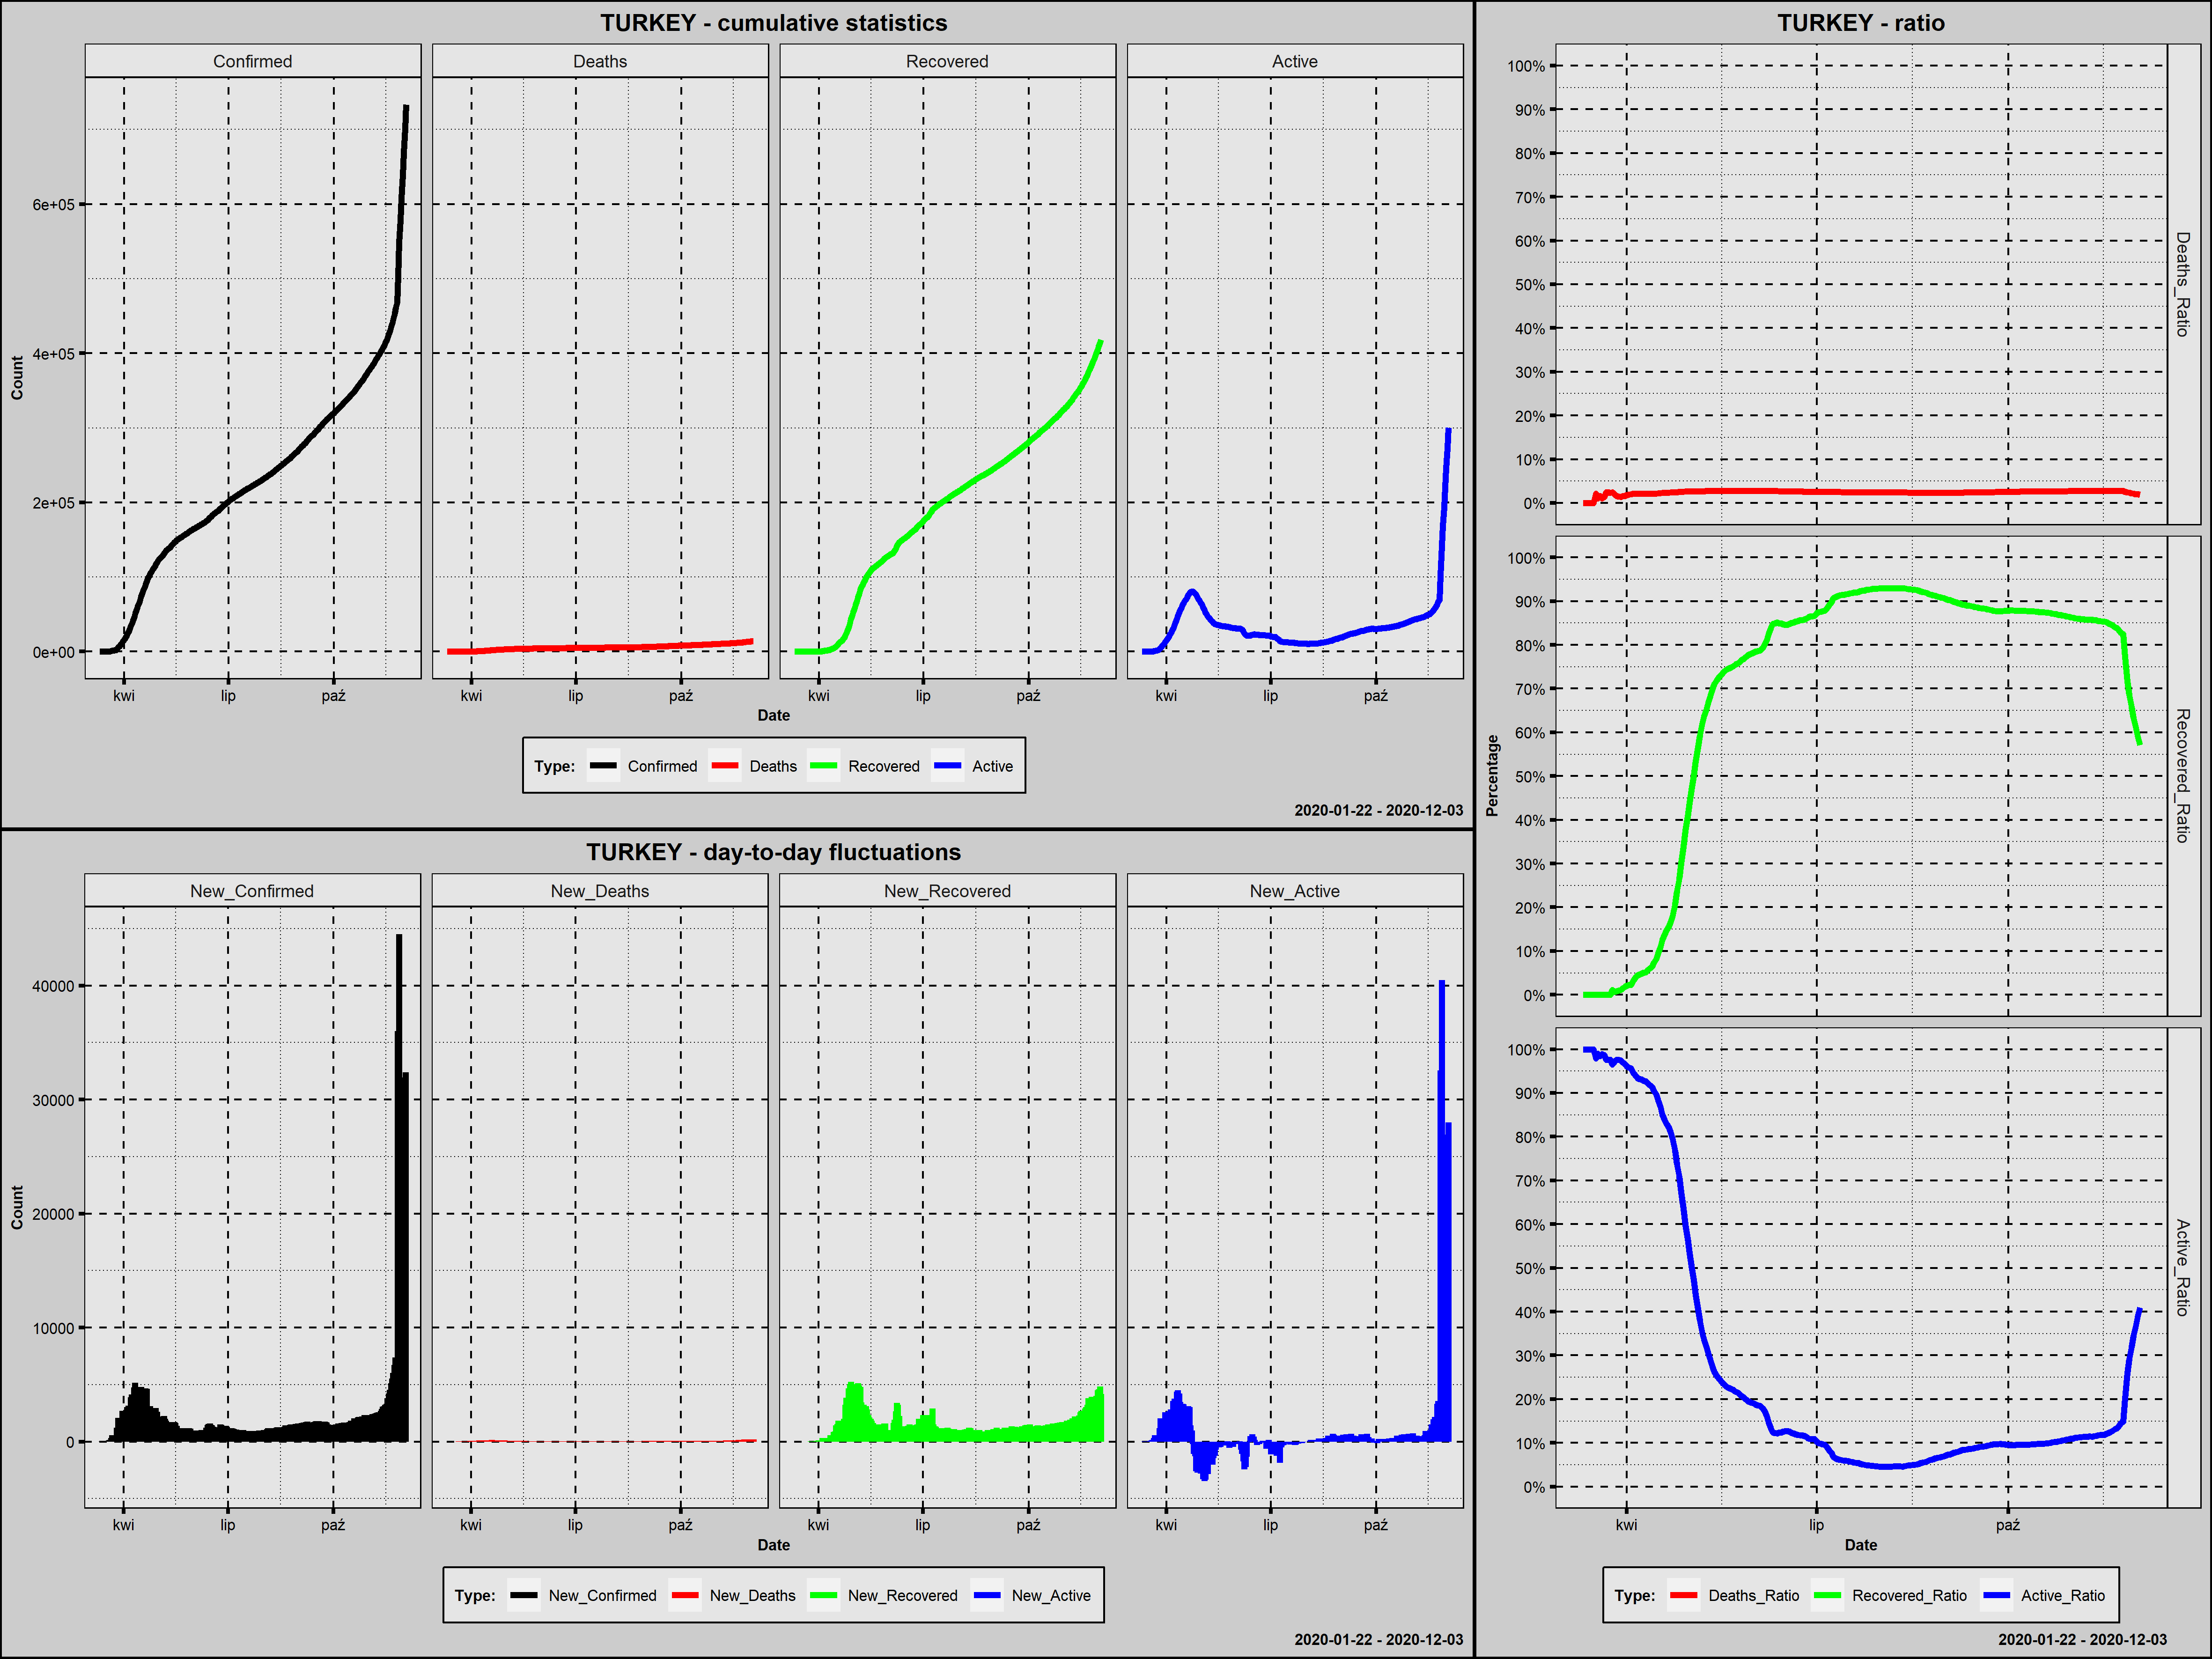 TURKEY - cumulative statistics
Confirmed Deaths Recovered Active
Count
6e+05
4e+05
2e+05
0e+00
kwi lip paź kwi lip paź kwi lip paź kwi lip paź
Date
Type: Confirmed Deaths Recovered Active
2020-01-22 - 2020-12-03
TURKEY - day-to-day fluctuations
New_Confirmed New_Deaths New_Recovered New_Active
Count
40000
30000
20000
10000
0
kwi lip paź kwi lip paź kwi lip paź kwi lip paź
Date
Type: New_Confirmed New_Deaths New_Recovered New_Active
2020-01-22 - 2020-12-03
TURKEY - ratio
Percentage
100%
90%
80%
70%
60%
50%
40%
30%
20%
10%
0%
Deaths_Ratio
100%
90%
80%
70%
60%
50%
40%
30%
20%
10%
0%
Recovered_Ratio
100%
90%
80%
70%
60%
50%
40%
30%
20%
10%
0%
Active_Ratio
kwi lip paź
Date
Type: Deaths_Ratio Recovered_Ratio Active_Ratio
2020-01-22 - 2020-12-03